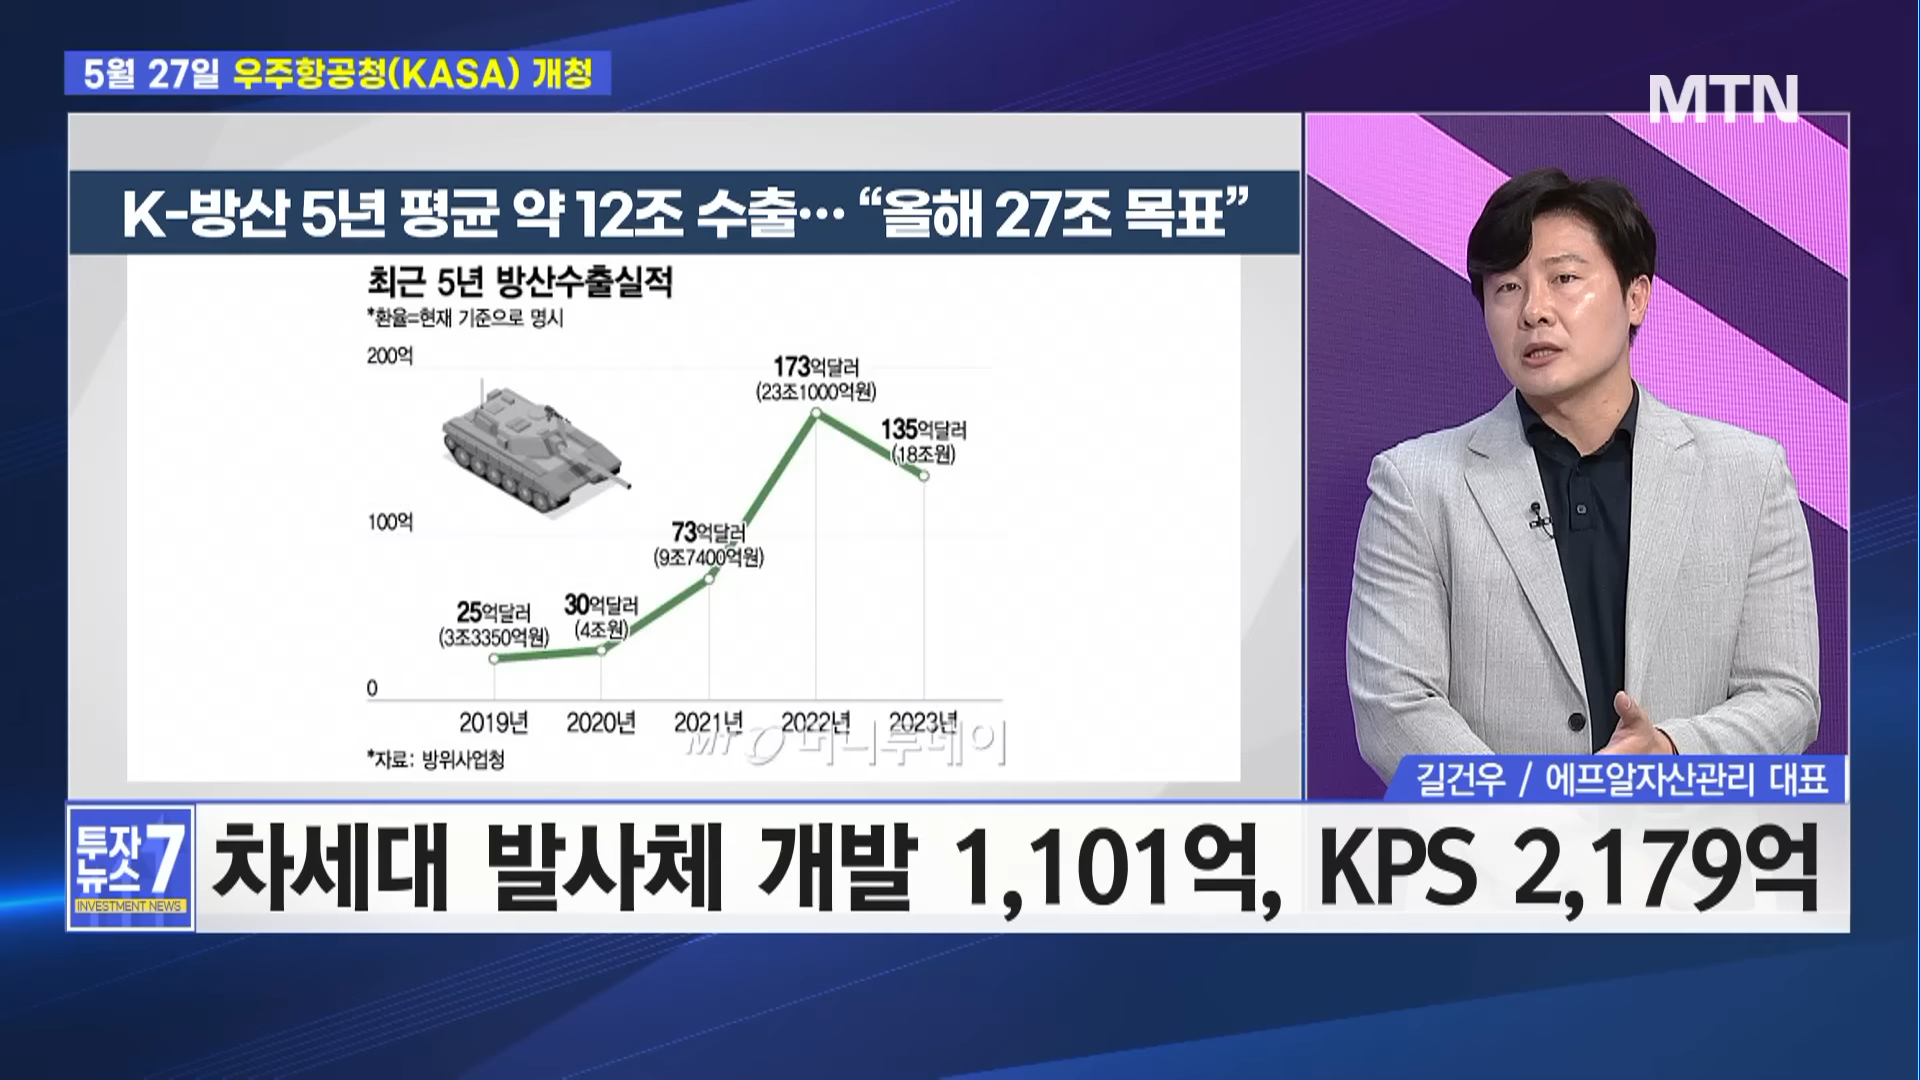 5월 27일 우주항공청(KASA) 개청
MTN
K-방산 5년 평균 약 12조 수출… “올해 27조 목표”
최근 5년 방산수출실적
*환율=현재 기준으로 명시
200억
173억달러
(23조1000억원)
135억달러
(18조원)
100억
73억달러
(9조7400억원)
25억달러
(3조3350억원)
30억달러
(4조원)
0
2019년 2020년 2021년 2022년 2023년
MT 머니투데이
*자료: 방위사업청
길건우 / 에프알자산관리 대표
투자
뉴스7
INVESTMENT NEWS
차세대 발사체 개발 1,101억, KPS 2,179억